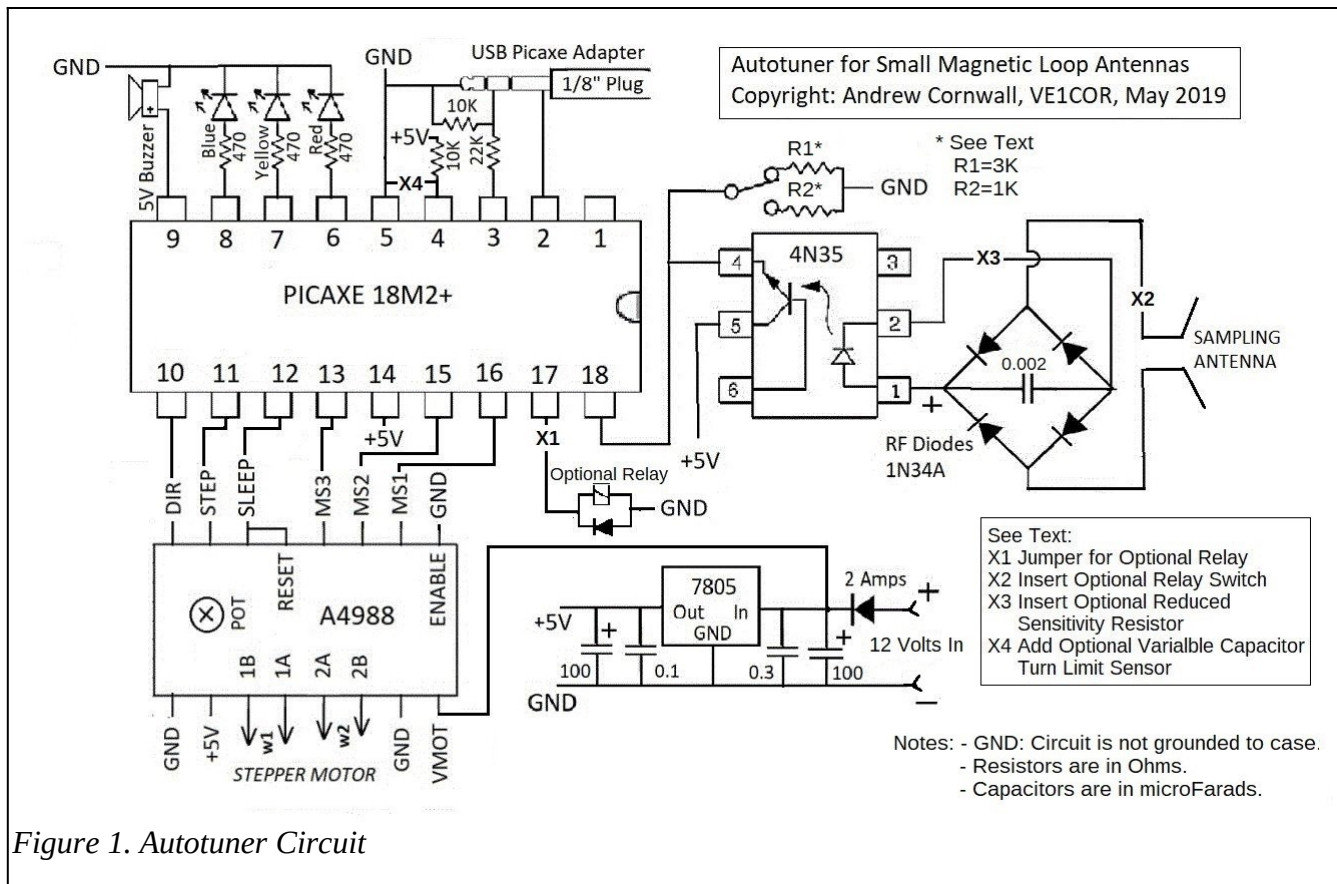 GND
5V Buzzer
+
Blue
470
Yellow
470
Red
470
GND
USB Picaxe Adapter
1/8" Plug
10K
+5V
10K
22K
X4
Autotuner for Small Magnetic Loop Antennas
Copyright: Andrew Cornwall, VE1COR, May 2019
R1*
R2*
GND
* See Text
R1=3K
R2=1K
9
8
7
6
5
4
3
2
1
PICAXE 18M2+
10
11
12
13
14
15
16
17
18
+5V
X1
4N35
4
5
6
3
2
1
+5V
X3
X2
SAMPLING
ANTENNA
0.002
+
RF Diodes
1N34A
DIR
STEP
SLEEP
MS3
MS2
MS1
GND
Optional Relay
GND
X
POT
RESET
ENABLE
A4988
1B
1A
2A
2B
GND
+5V
w1
w2
GND
VMOT
STEPPER MOTOR
7805
Out In
GND
2 Amps
+
+5V
+
+
12 Volts In
100
0.1
0.3
100
GND
–
See Text:
X1 Jumper for Optional Relay
X2 Insert Optional Relay Switch
X3 Insert Optional Reduced
Sensitivity Resistor
X4 Add Optional Varialble Capacitor
Turn Limit Sensor
Notes: - GND: Circuit is not grounded to case.
- Resistors are in Ohms.
- Capacitors are in microFarads.
Figure 1. Autotuner Circuit